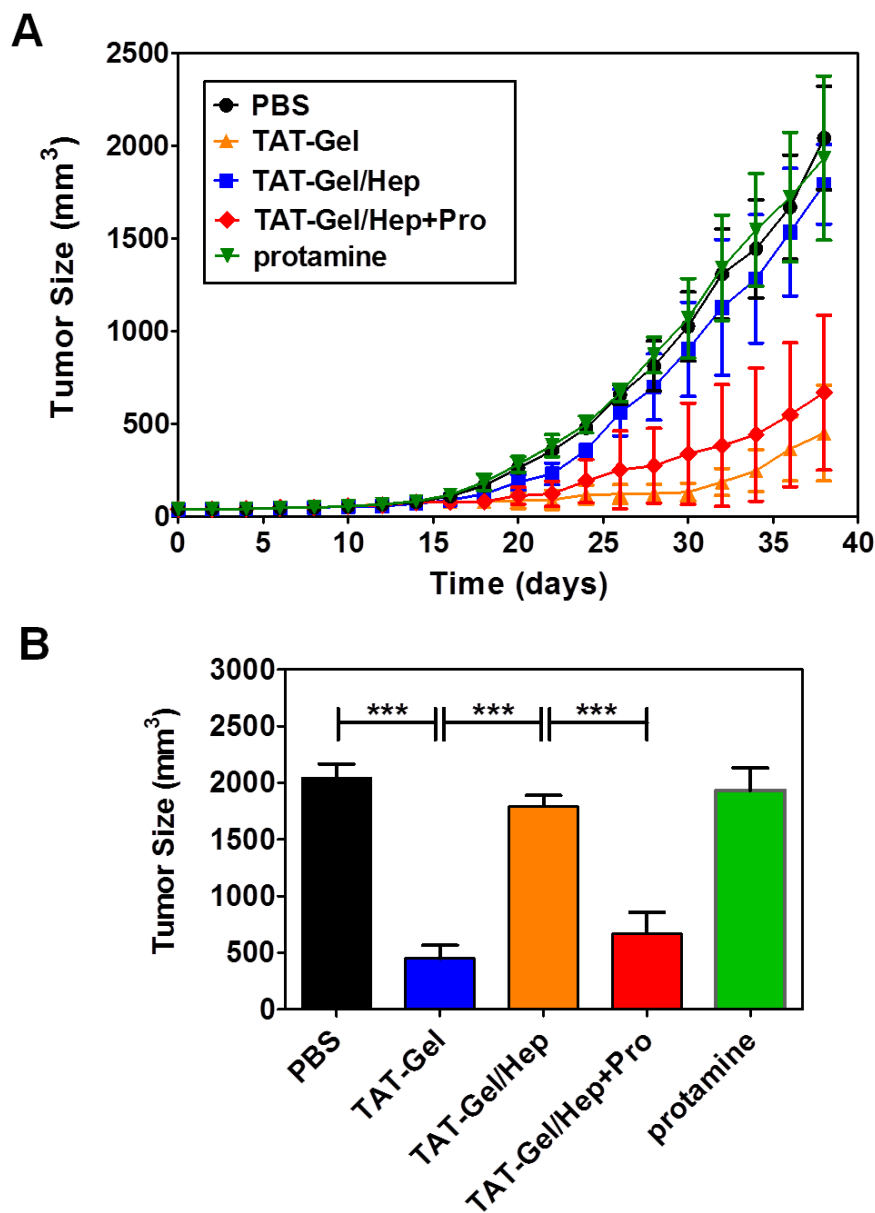 A
2500
2000
1500
1000
500
0
Tumor Size (mm³)
PBS
TAT-Gel
TAT-Gel/Hep
TAT-Gel/Hep+Pro
protamine
0 5 10 15 20 25 30 35 40
Time (days)
B
3000
2500
2000
1500
1000
500
0
Tumor Size (mm³)
*** *** ***
PBS
TAT-Gel
TAT-Gel/Hep
TAT-Gel/Hep+Pro
protamine